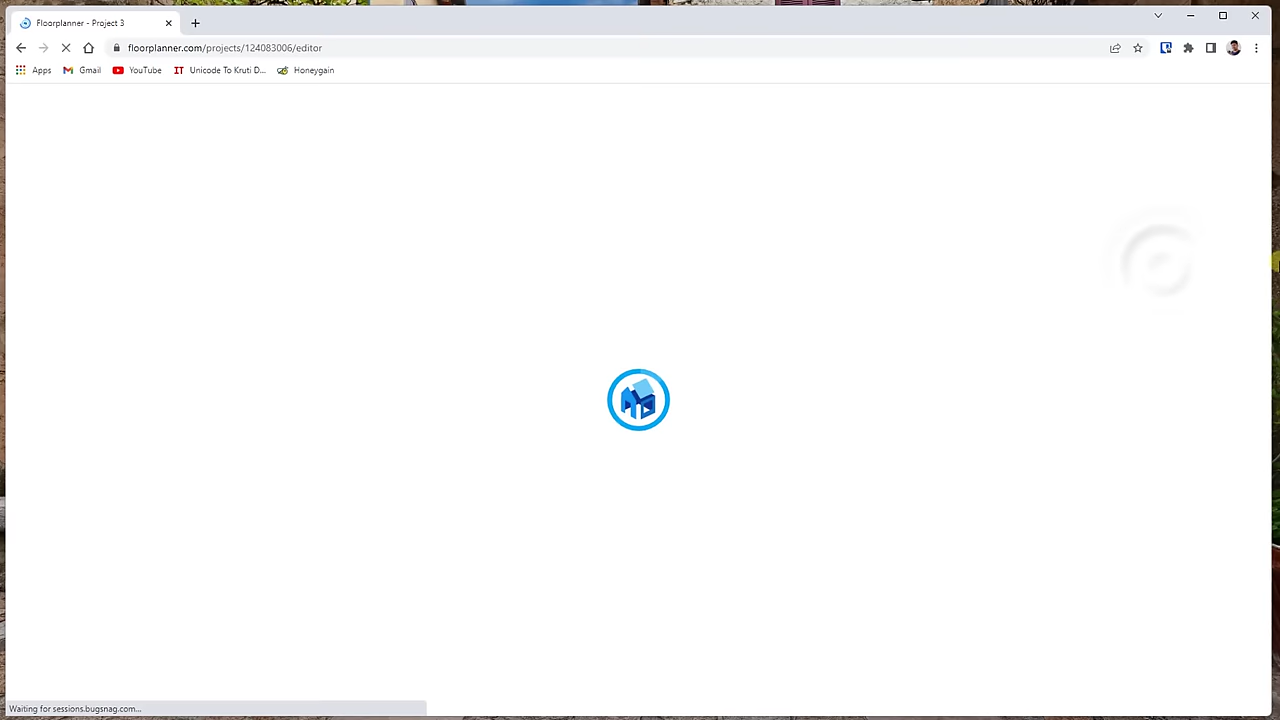 Floorplanner - Project 3
floorplanner.com/projects/124083006/editor
Apps Gmail YouTube IT Unicode To Kruti D... Honeygain
Waiting for sessions.bugsnag.com...